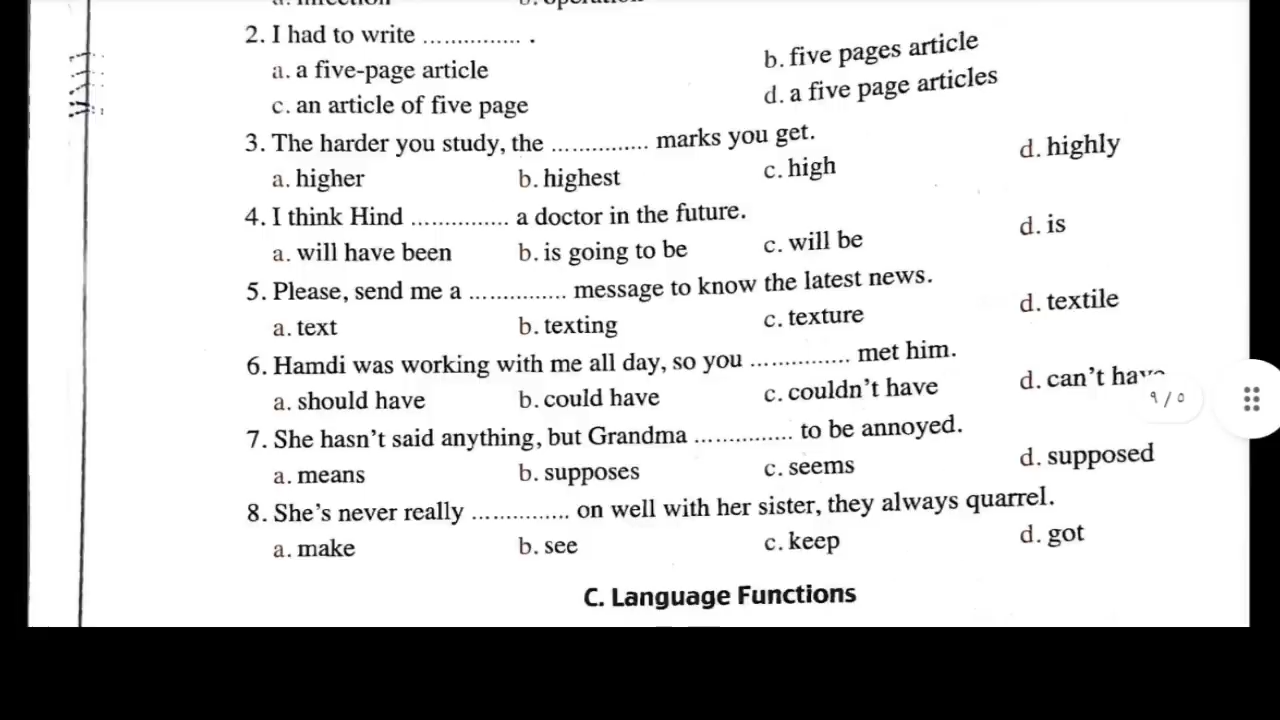 2. I had to write ............... .
a. a five-page article b. five pages article
c. an article of five page d. a five page articles
3. The harder you study, the ............... marks you get.
a. higher b. highest c. high d. highly
4. I think Hind ............... a doctor in the future.
a. will have been b. is going to be c. will be d. is
5. Please, send me a ............... message to know the latest news.
a. text b. texting c. texture d. textile
6. Hamdi was working with me all day, so you ............... met him.
a. should have b. could have c. couldn't have d. can't have
٩ / ٥
7. She hasn't said anything, but Grandma ............... to be annoyed.
a. means b. supposes c. seems d. supposed
8. She's never really ............... on well with her sister, they always quarrel.
a. make b. see c. keep d. got
C. Language Functions